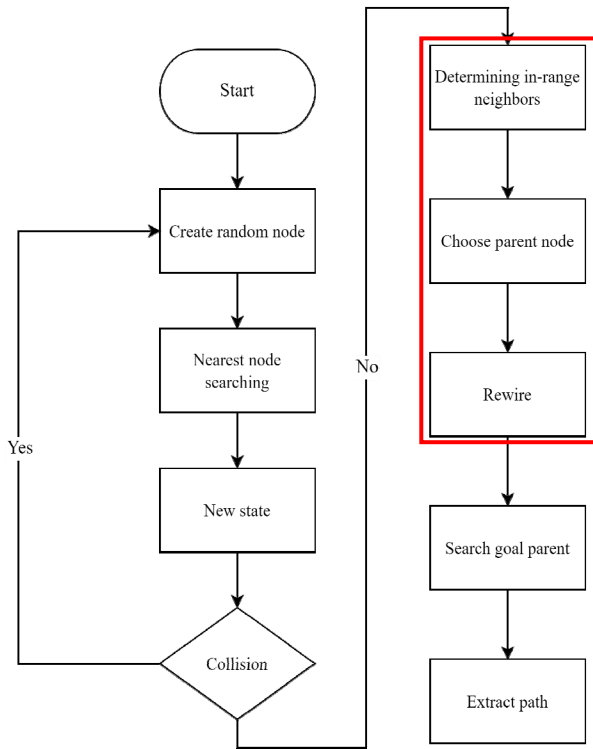 Start
Create random node
Nearest node
searching
New state
Collision
Yes
No
Determining in-range
neighbors
Choose parent node
Rewire
Search goal parent
Extract path